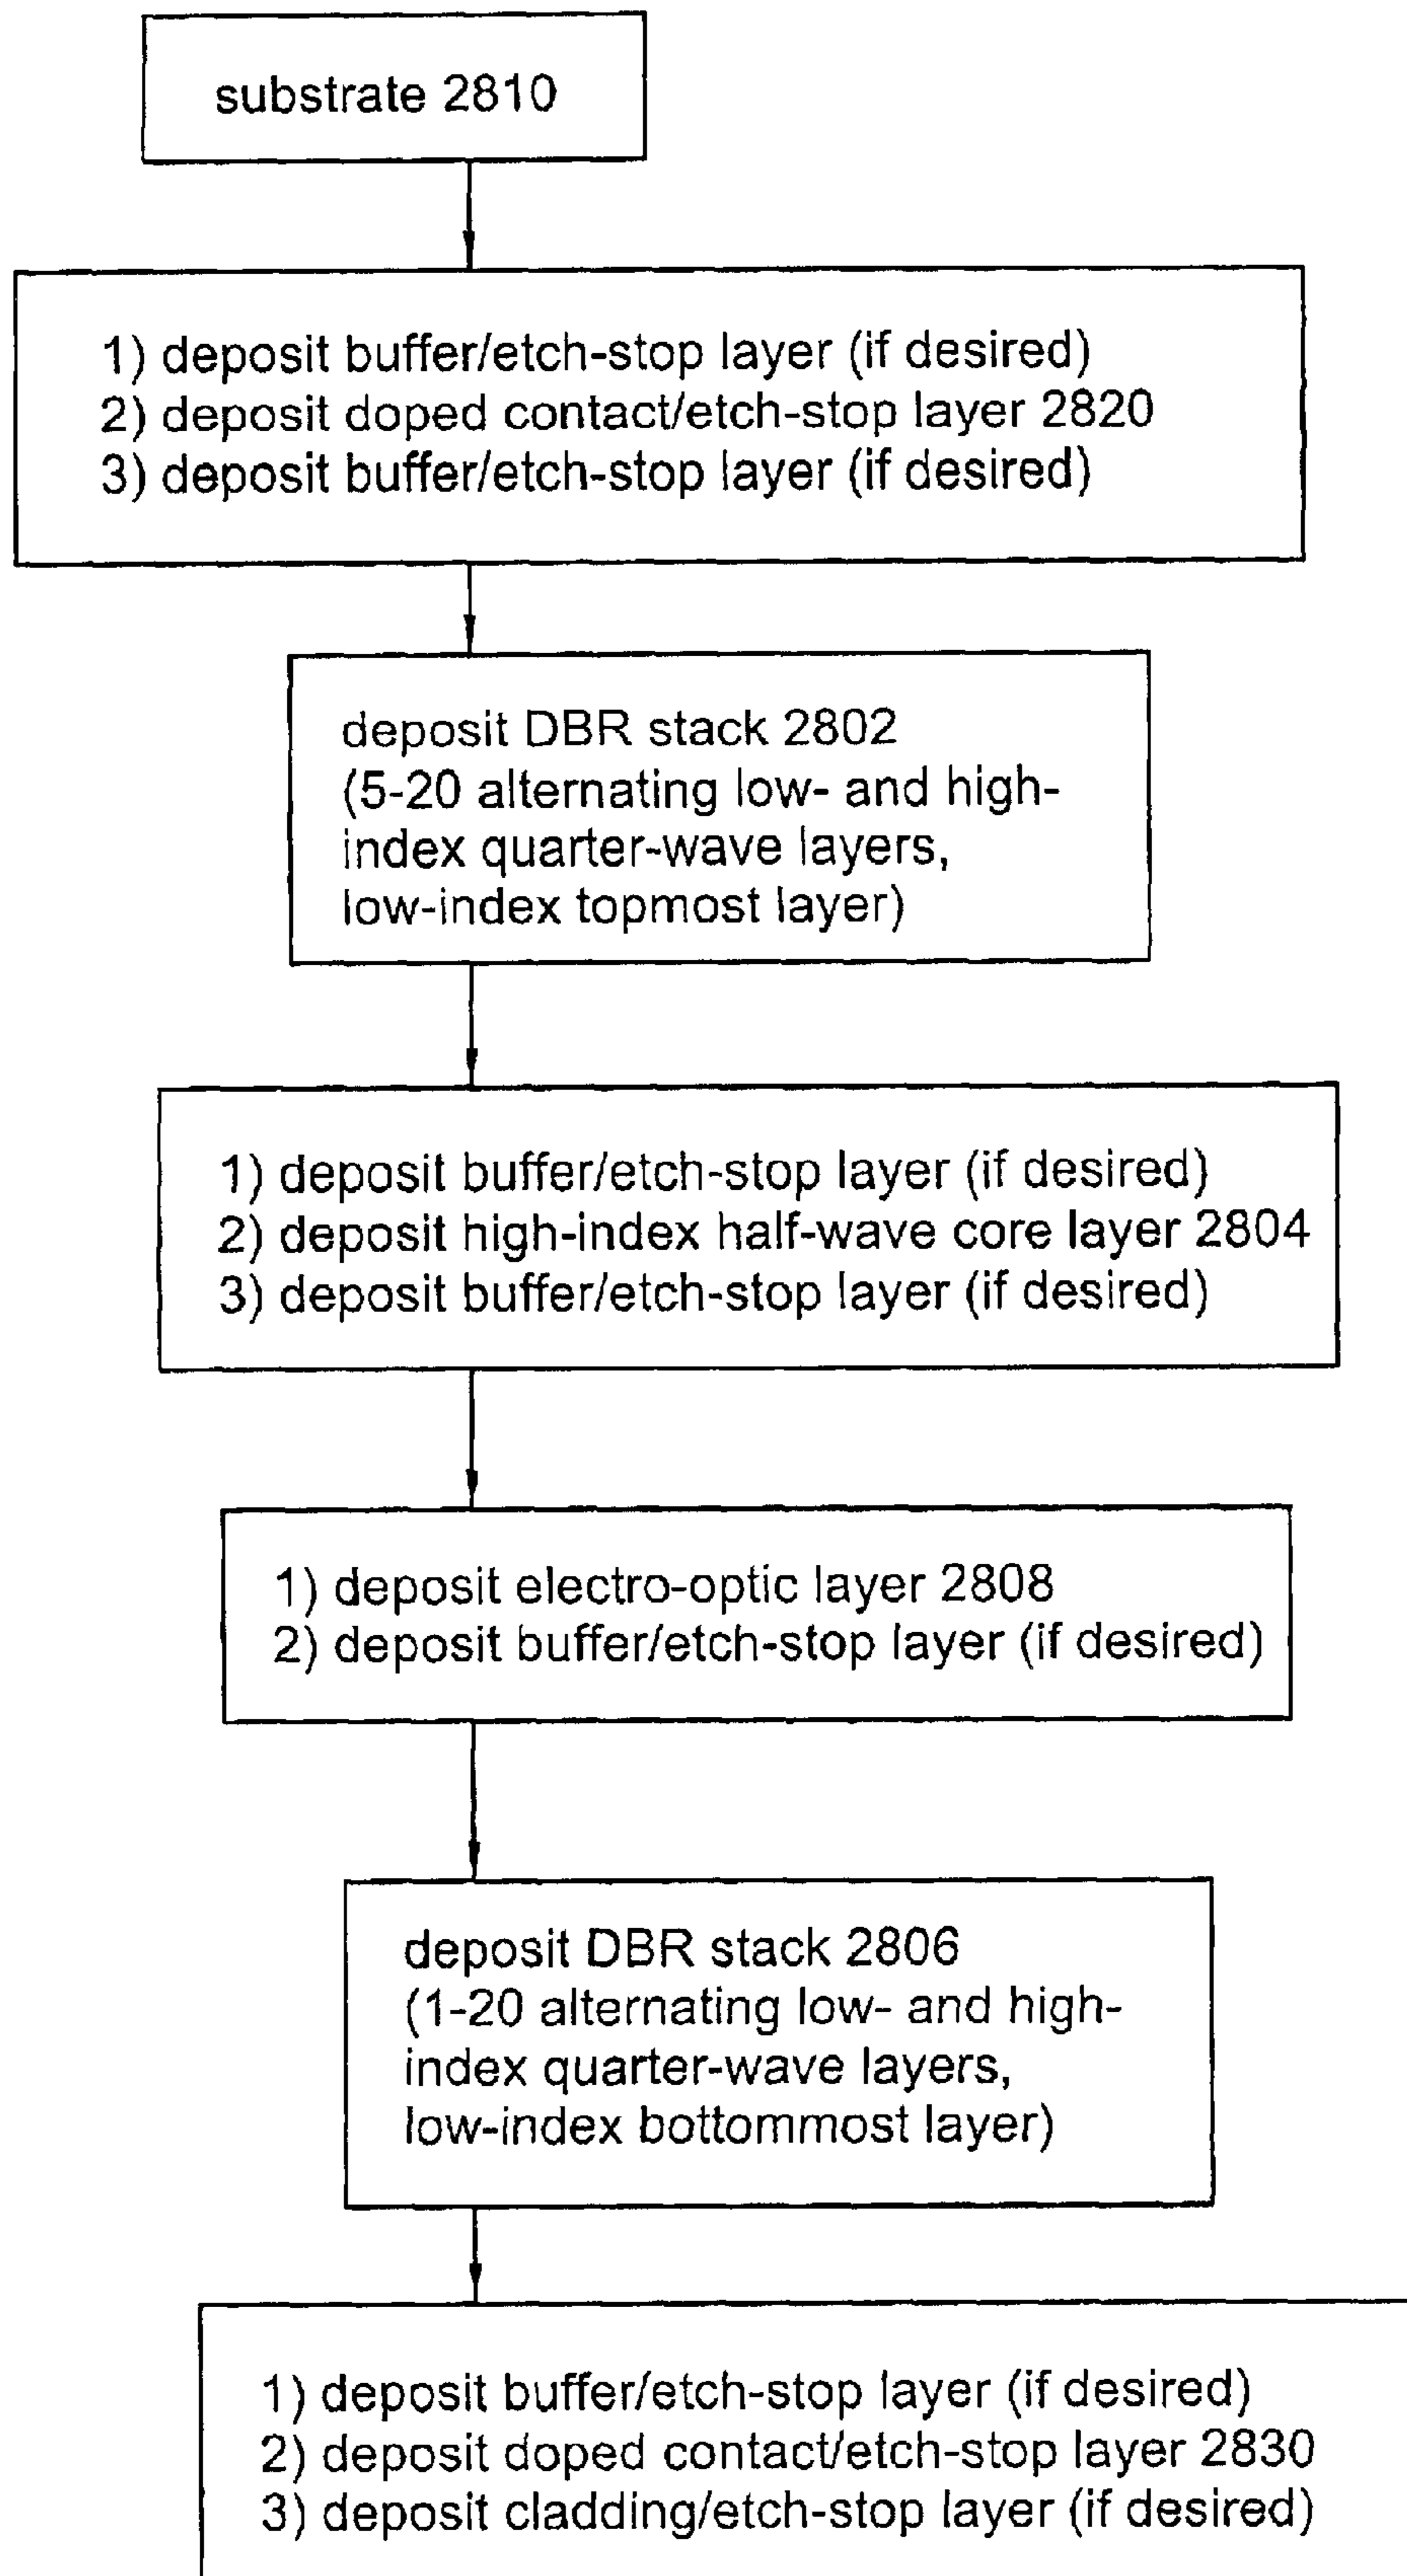 substrate 2810
1) deposit buffer/etch-stop layer (if desired)
2) deposit doped contact/etch-stop layer 2820
3) deposit buffer/etch-stop layer (if desired)
deposit DBR stack 2802
(5-20 alternating low- and high-
index quarter-wave layers,
low-index topmost layer)
1) deposit buffer/etch-stop layer (if desired)
2) deposit high-index half-wave core layer 2804
3) deposit buffer/etch-stop layer (if desired)
1) deposit electro-optic layer 2808
2) deposit buffer/etch-stop layer (if desired)
deposit DBR stack 2806
(1-20 alternating low- and high-
index quarter-wave layers,
low-index bottommost layer)
1) deposit buffer/etch-stop layer (if desired)
2) deposit doped contact/etch-stop layer 2830
3) deposit cladding/etch-stop layer (if desired)